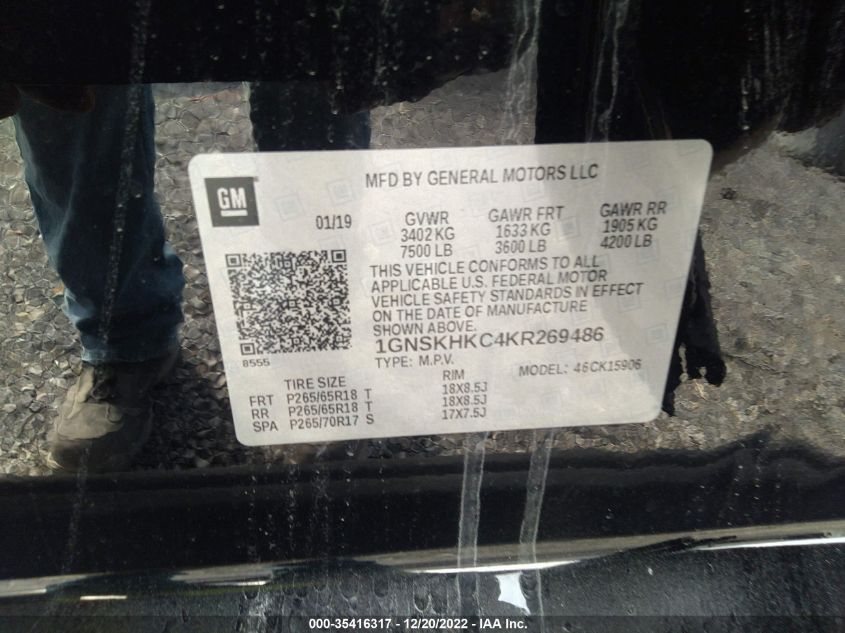 GM
MFD BY GENERAL MOTORS LLC
01/19
GVWR GAWR FRT GAWR RR
3402 KG 1633 KG 1905 KG
7500 LB 3600 LB 4200 LB
THIS VEHICLE CONFORMS TO ALL
APPLICABLE U.S. FEDERAL MOTOR
VEHICLE SAFETY STANDARDS IN EFFECT
ON THE DATE OF MANUFACTURE
SHOWN ABOVE.
8555
1GNSKHKC4KR269486
TYPE: M.P.V. MODEL: 46CK15906
TIRE SIZE RIM
FRT P265/65R18 T 18X8.5J
RR P265/65R18 T 18X8.5J
SPA P265/70R17 S 17X7.5J
000-35416317 - 12/20/2022 - IAA Inc.